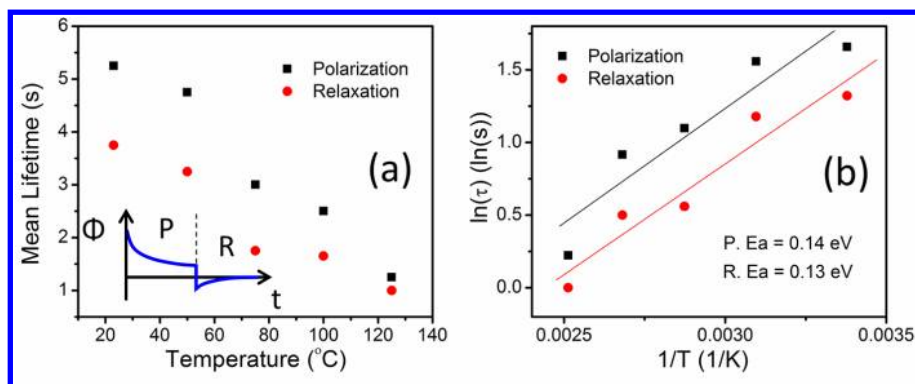 6
5
4
3
2
1
0 20 40 60 80 100 120 140
Mean Lifetime (s)
Temperature (°C)
Polarization
Relaxation
(a)
Φ
P
R
t
1.5
1.0
0.5
0.0
0.0025 0.0030 0.0035
ln(τ) (ln(s))
1/T (1/K)
Polarization
Relaxation
(b)
P. Ea = 0.14 eV
R. Ea = 0.13 eV